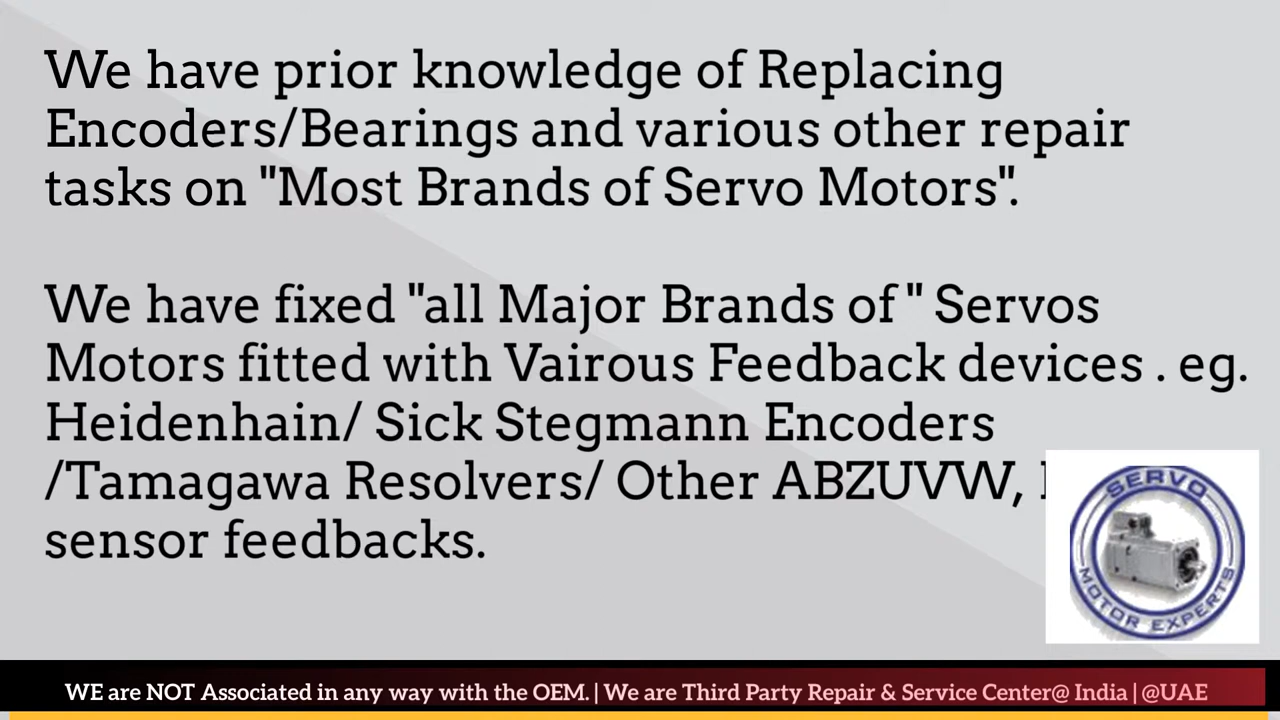 We have prior knowledge of Replacing
Encoders/Bearings and various other repair
tasks on "Most Brands of Servo Motors".
We have fixed "all Major Brands of " Servos
Motors fitted with Vairous Feedback devices . eg.
Heidenhain/ Sick Stegmann Encoders
/Tamagawa Resolvers/ Other ABZUVW,
sensor feedbacks.
SERVO
MOTOR EXPERTS
WE are NOT Associated in any way with the OEM. | We are Third Party Repair & Service Center@ India | @UAE